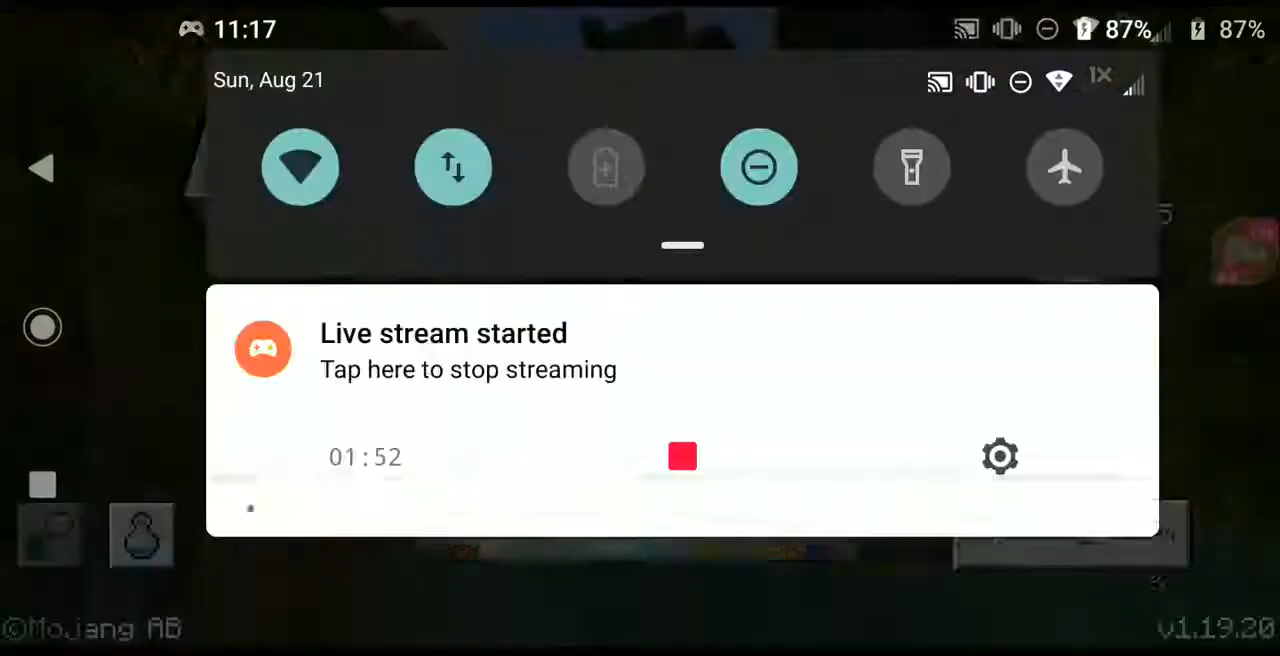 11:17
87%
87%
Sun, Aug 21
1X
Live stream started
Tap here to stop streaming
01:52
©Mojang AB
v1.19.20